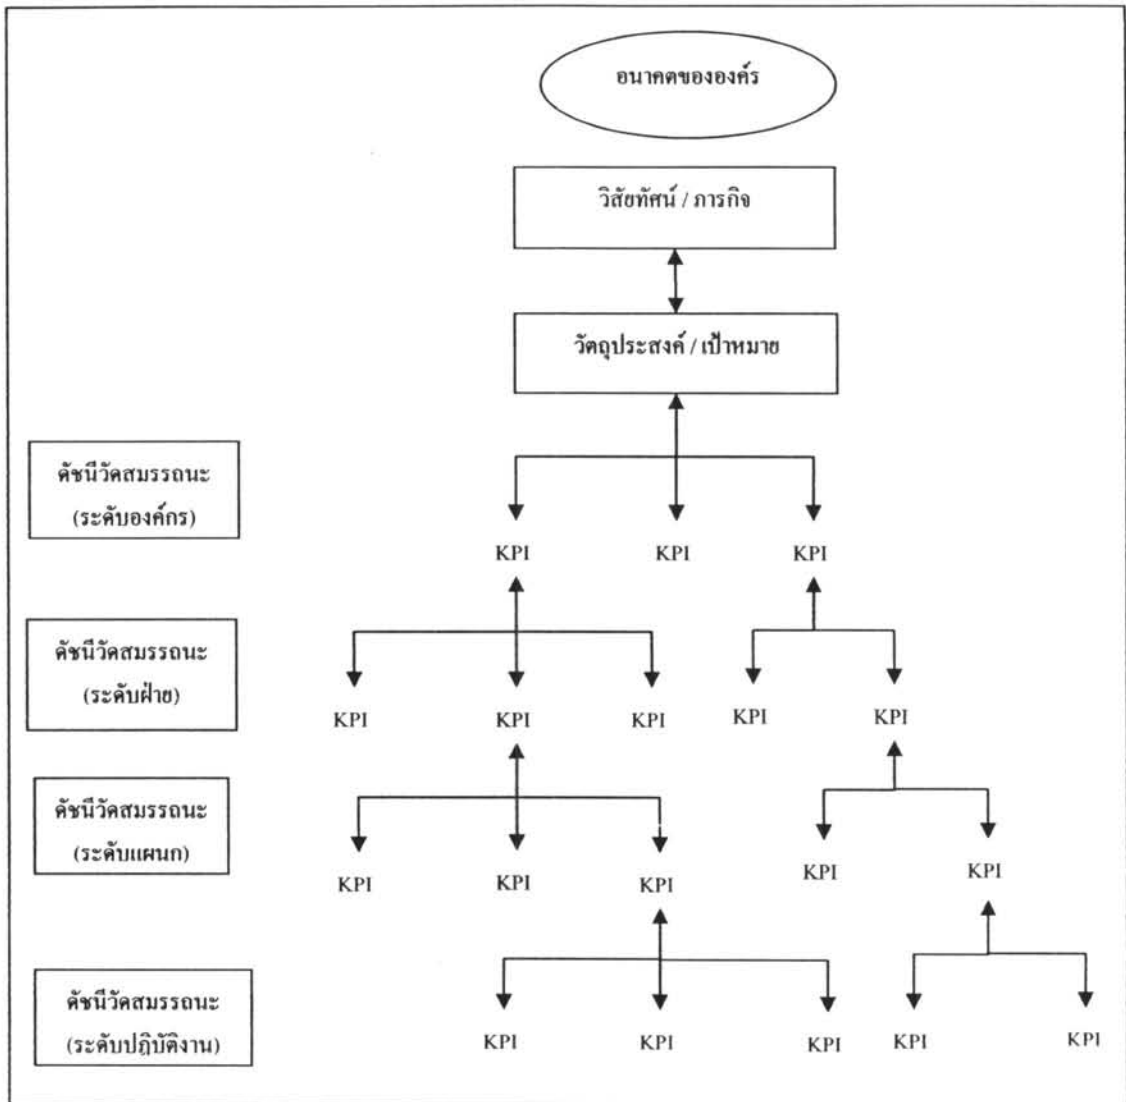 อนาคตขององค์ร
วิสัยทัศน์ / ภารกิจ
วัตถุประสงค์ / เป้าหมาย
ดัชนีวัดสมรรถนะ
(ระดับองค์กร)
KPI KPI KPI
ดัชนีวัดสมรรถนะ
(ระดับฝ่าย)
KPI KPI KPI KPI KPI
ดัชนีวัดสมรรถนะ
(ระดับแผนก)
KPI KPI KPI KPI KPI
ดัชนีวัดสมรรถนะ
(ระดับปฎิบัติงาน)
KPI KPI KPI KPI KPI